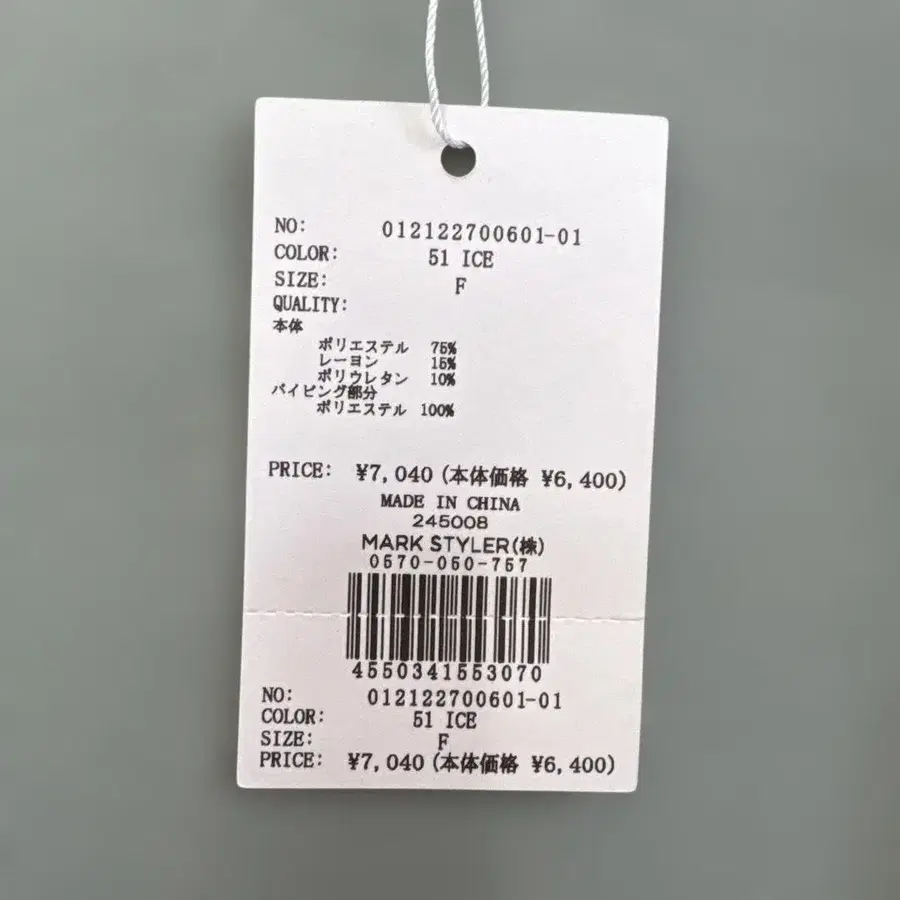 NO: 012122700601-01
COLOR: 51 ICE
SIZE: F
QUALITY:
本体
ポリエステル 75%
レーヨン 15%
ポリウレタン 10%
パイピング部分
ポリエステル 100%
PRICE: ¥7,040(本体価格 ¥6,400)
MADE IN CHINA
245008
MARK STYLER(株)
0570-050-757
4550341553070
NO: 012122700601-01
COLOR: 51 ICE
SIZE: F
PRICE: ¥7,040(本体価格 ¥6,400)